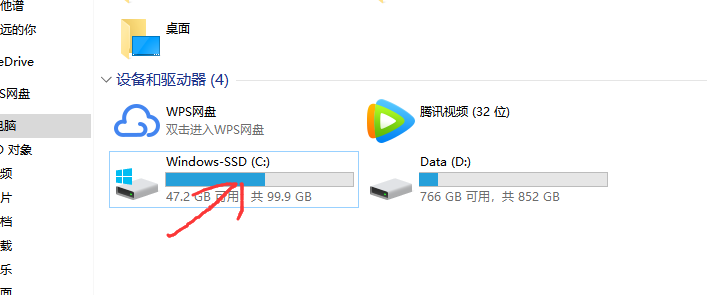 他谱
桌面
远的你
eDrive
设备和驱动器 (4)
S网盘
WPS网盘
双击进入WPS网盘
腾讯视频 (32 位)
电脑
D 对象
Windows-SSD (C:)
47.2 GB 可用，共 99.9 GB
Data (D:)
766 GB 可用，共 852 GB
频
片
档
载
乐
面